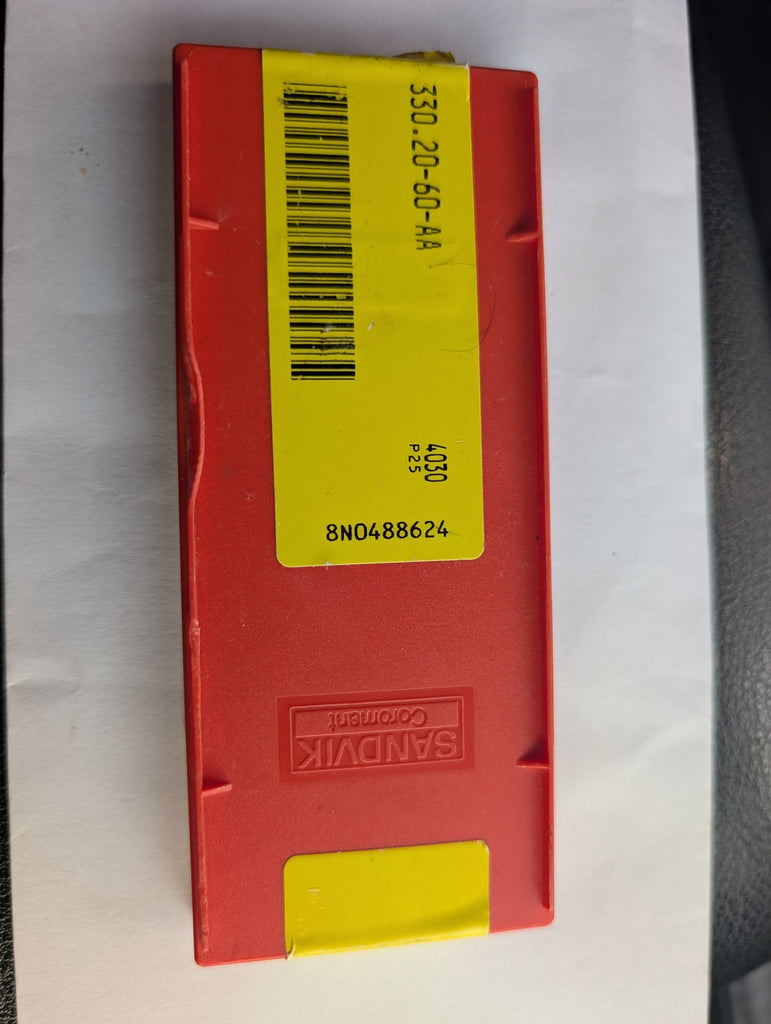 330.20-60-AA
4030
P25
8N0488624
SANDVIK
Coromant